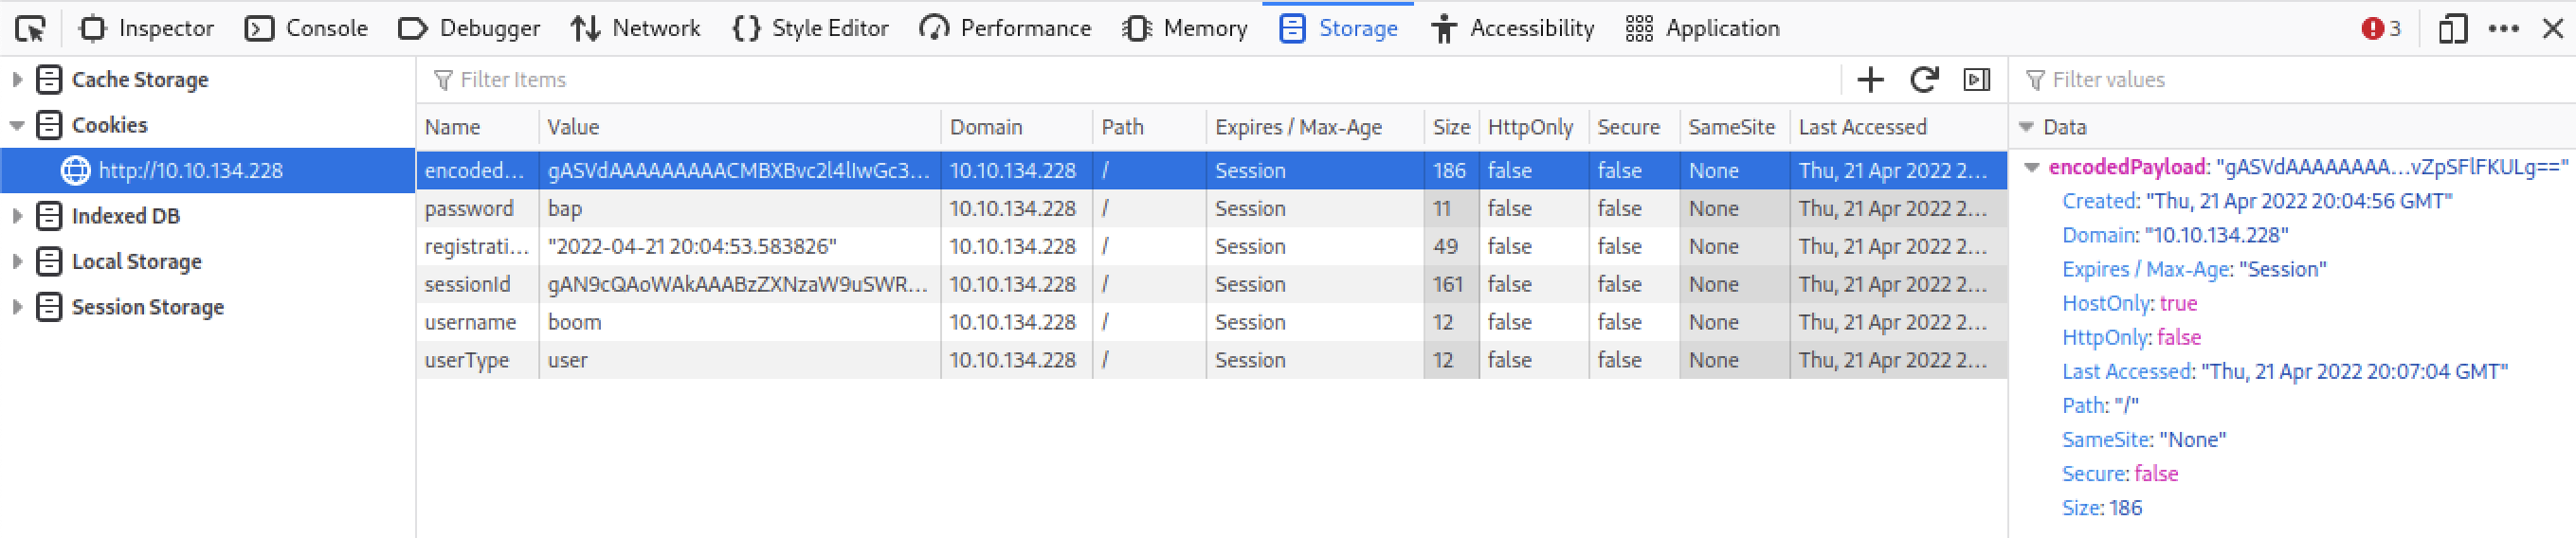 Inspector Console Debugger Network Style Editor Performance Memory Storage Accessibility Application 3
Cache Storage
Cookies
http://10.10.134.228
Indexed DB
Local Storage
Session Storage
Filter Items
Name Value Domain Path Expires / Max-Age Size HttpOnly Secure SameSite Last Accessed
encoded... gASVdAAAAAAAAACMBXBvc2l4lIwGc3... 10.10.134.228 / Session 186 false false None Thu, 21 Apr 2022 2...
password bap 10.10.134.228 / Session 11 false false None Thu, 21 Apr 2022 2...
registrati... "2022-04-21 20:04:53.583826" 10.10.134.228 / Session 49 false false None Thu, 21 Apr 2022 2...
sessionId gAN9cQAoWAkAAABzZXNzaW9uSWR... 10.10.134.228 / Session 161 false false None Thu, 21 Apr 2022 2...
username boom 10.10.134.228 / Session 12 false false None Thu, 21 Apr 2022 2...
userType user 10.10.134.228 / Session 12 false false None Thu, 21 Apr 2022 2...
Filter values
Data
encodedPayload: "gASVdAAAAAAAA...vZpSFlFKULg=="
Created: "Thu, 21 Apr 2022 20:04:56 GMT"
Domain: "10.10.134.228"
Expires / Max-Age: "Session"
HostOnly: true
HttpOnly: false
Last Accessed: "Thu, 21 Apr 2022 20:07:04 GMT"
Path: "/"
SameSite: "None"
Secure: false
Size: 186